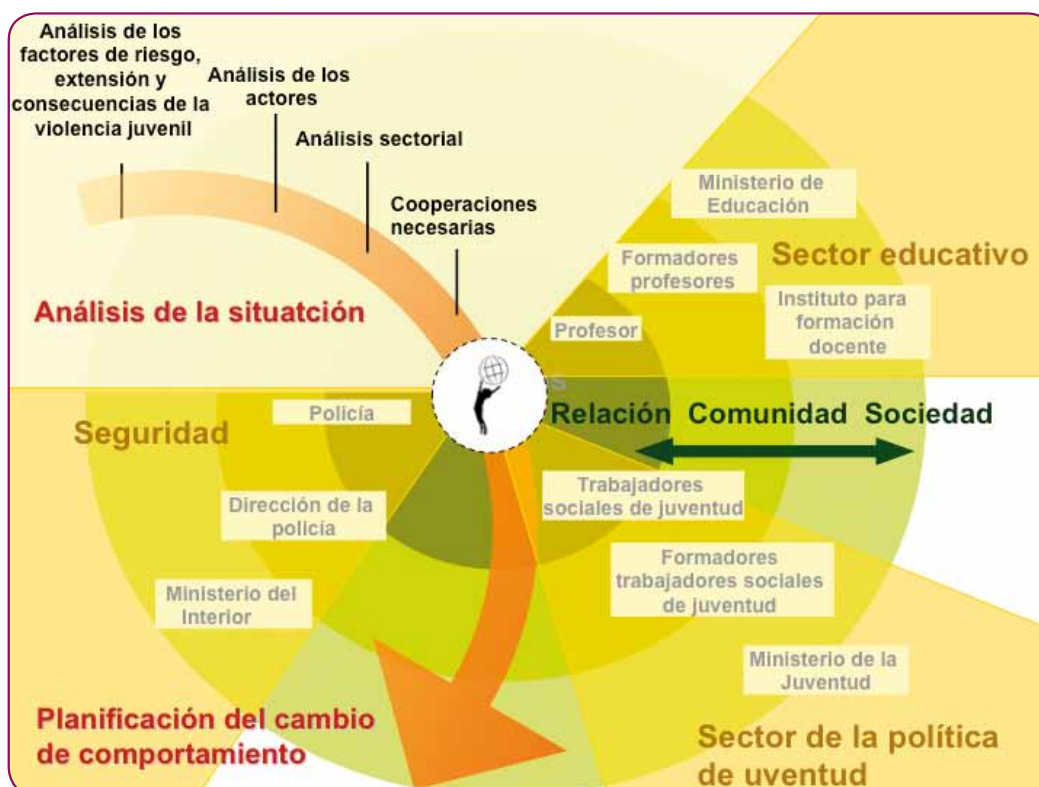 Análisis de los
factores de riesgo,
extensión y
consecuencias de la
violencia juvenil
Análisis de los
actores
Análisis sectorial
Cooperaciones
necesarias
Análisis de la situatción
Ministerio de
Educación
Sector educativo
Formadores
profesores
Instituto para
formación
docente
Profesor
Relación Comunidad Sociedad
Policía
Seguridad
Dirección de la
policía
Ministerio del
Interior
Trabajadores
sociales de juventud
Formadores
trabajadores sociales
de juventud
Ministerio de la
Juventud
Sector de la política
de uventud
Planificación del cambio
de comportamiento